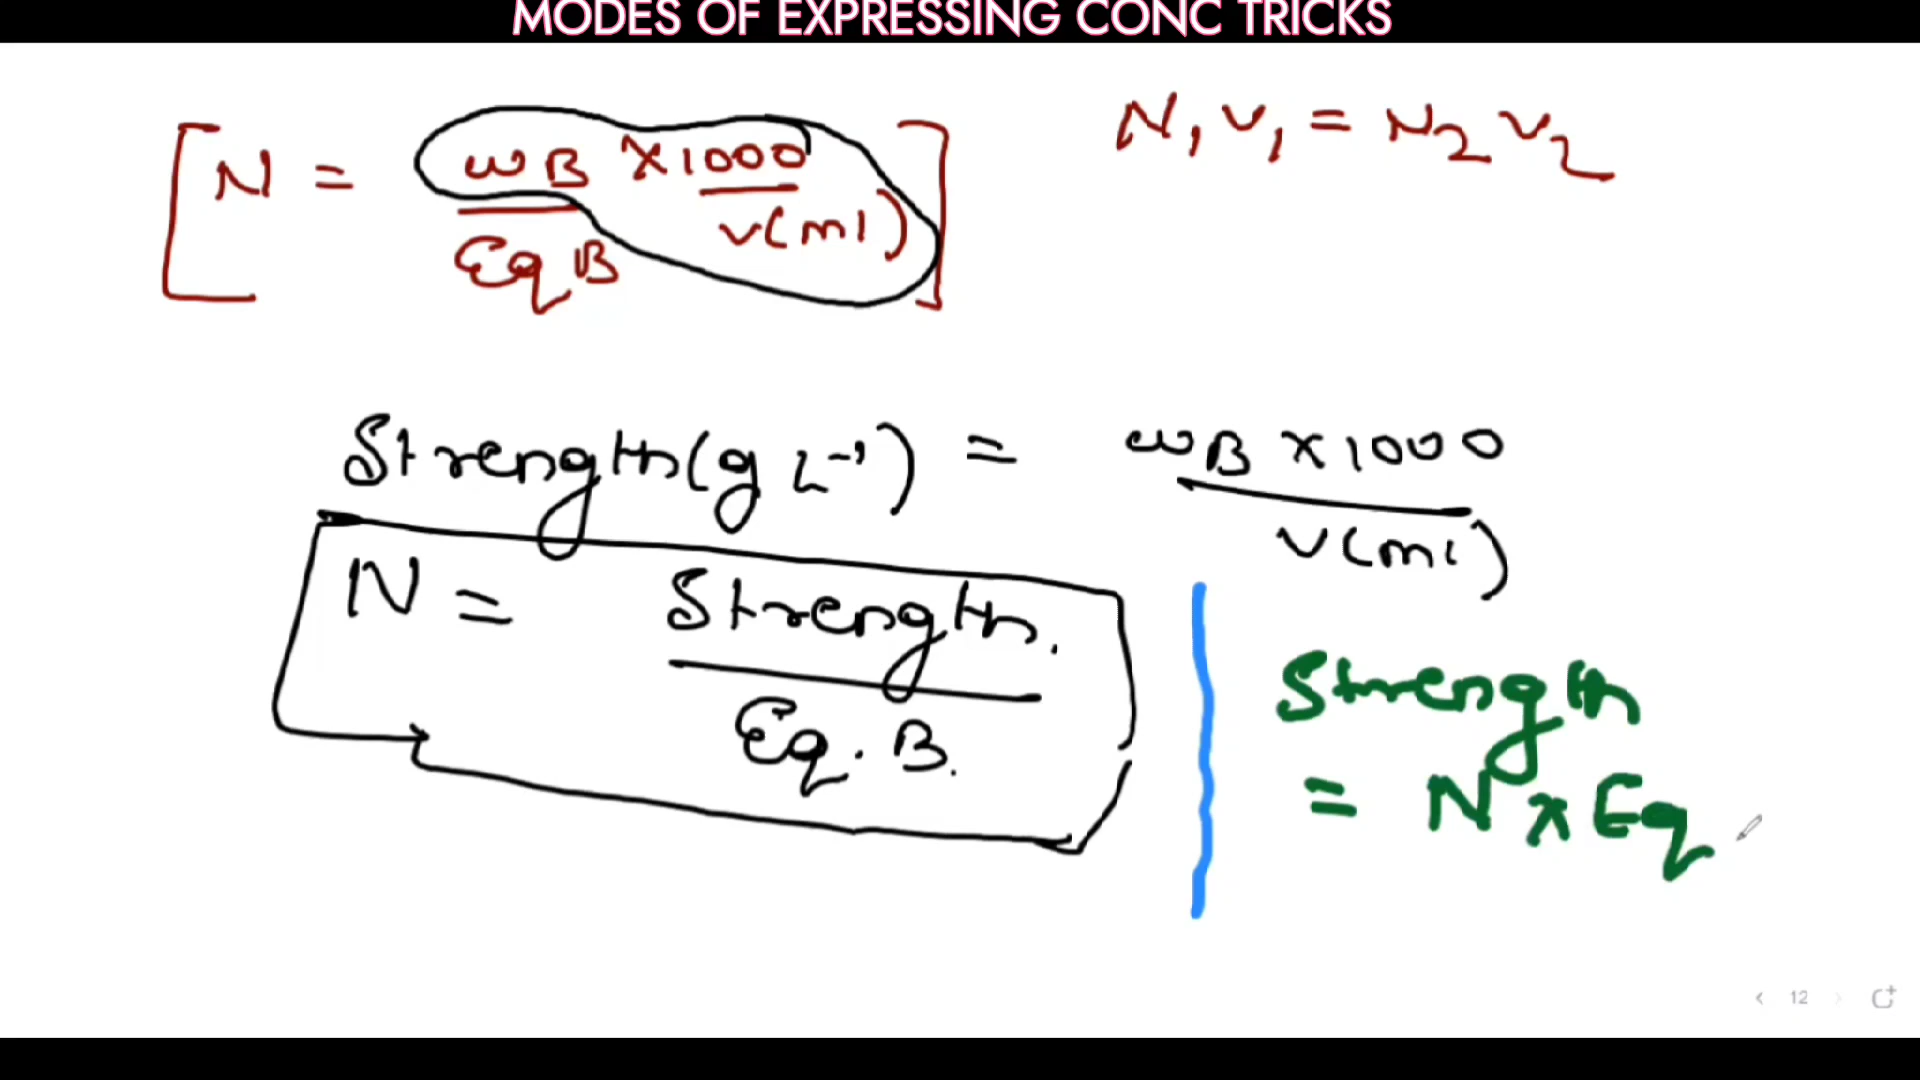 MODES OF EXPRESSING CONC TRICKS
[N = wB/EqB × 1000/V(ml)]
N1V1 = N2V2
Strength(g L⁻¹) = wB × 1000/V(ml)
N = Strength./Eq. B.
Strength
= N × Eq
12